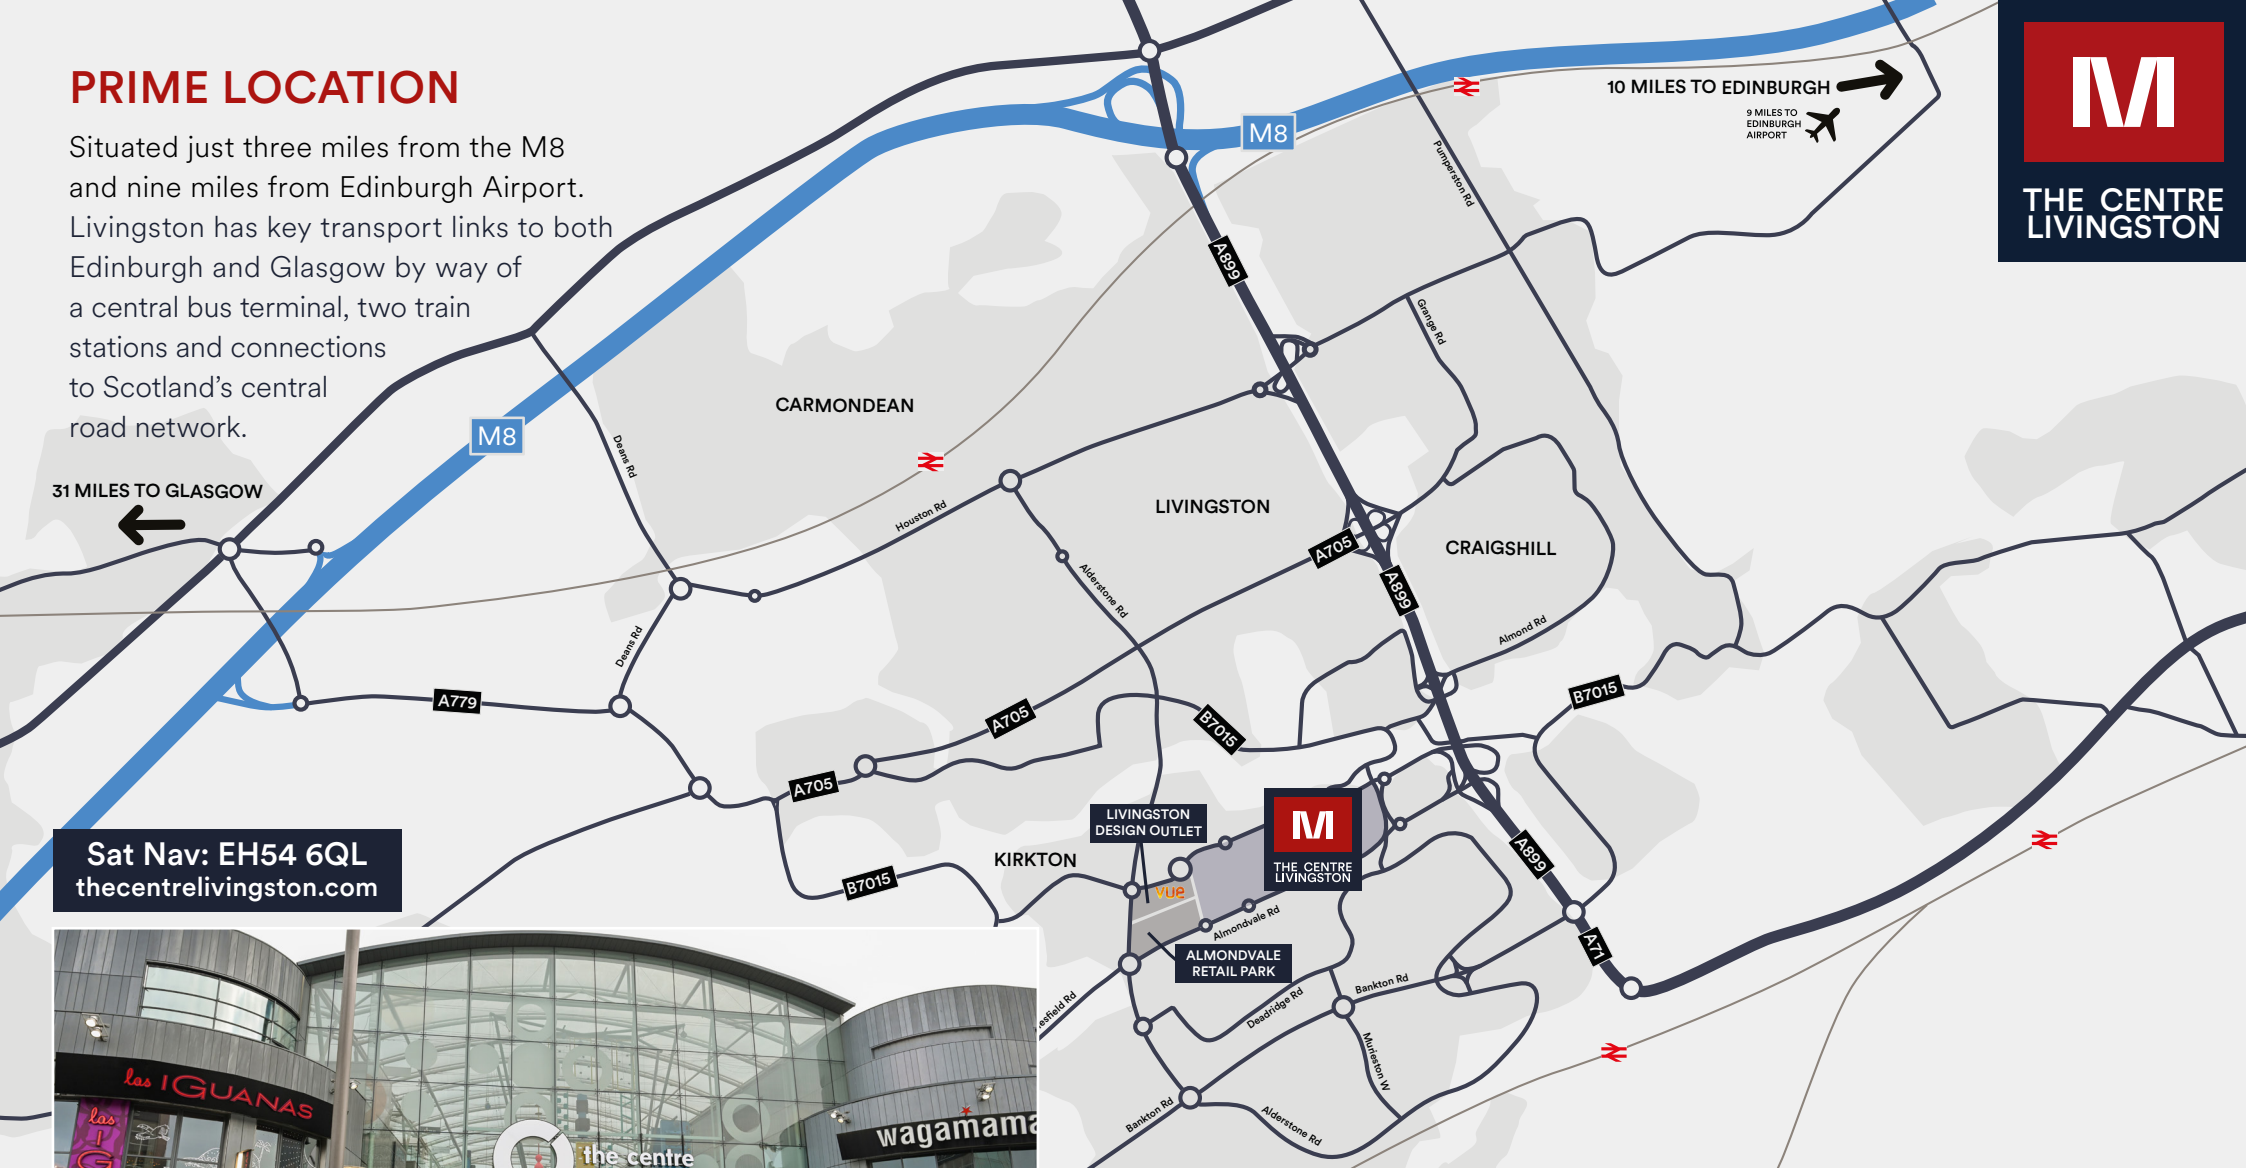 PRIME LOCATION
Situated just three miles from the M8
and nine miles from Edinburgh Airport.
Livingston has key transport links to both
Edinburgh and Glasgow by way of
a central bus terminal, two train
stations and connections
to Scotland's central
road network.
31 MILES TO GLASGOW
M8
M8
10 MILES TO EDINBURGH
9 MILES TO
EDINBURGH
AIRPORT
M
THE CENTRE
LIVINGSTON
Pumperston Rd
A899
Grange Rd
CARMONDEAN
Deans Rd
Houston Rd
LIVINGSTON
A705
CRAIGSHILL
A899
Alderstone Rd
Almond Rd
Deans Rd
A779
A705
B7015
B7015
A705
LIVINGSTON
DESIGN OUTLET
M
THE CENTRE
LIVINGSTON
KIRKTON
B7015
vue
A899
Almondvale Rd
ALMONDVALE
RETAIL PARK
A71
Bankton Rd
Deadridge Rd
esfield Rd
Murieston W
Bankton Rd
Alderstone Rd
Sat Nav: EH54 6QL
thecentrelivingston.com
las IGUANAS
las
I
G
wagamama
the centre